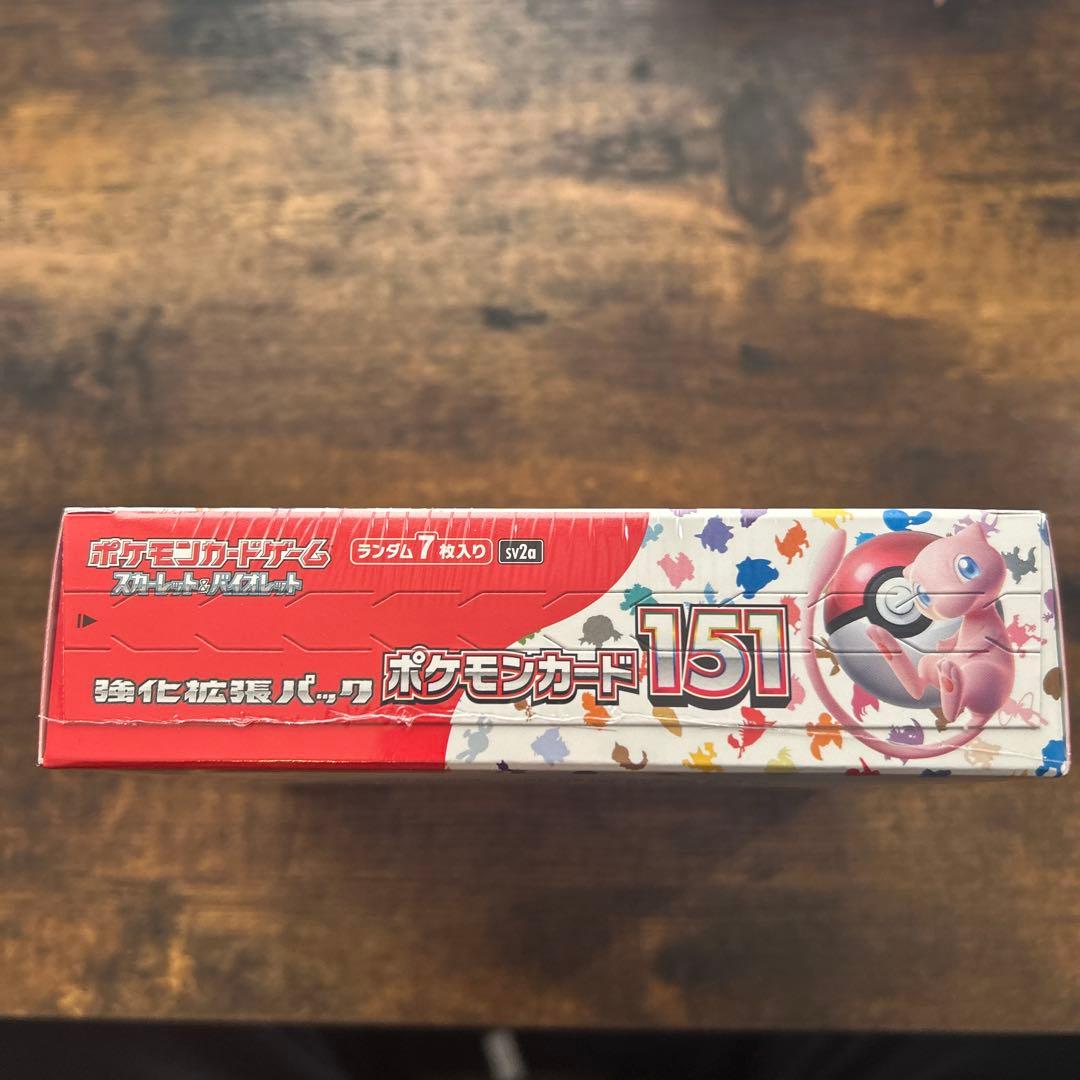 ポケモンカードゲーム
スカーレット&バイオレット
ランダム7枚入り
sv2a
強化拡張パック
ポケモンカード151